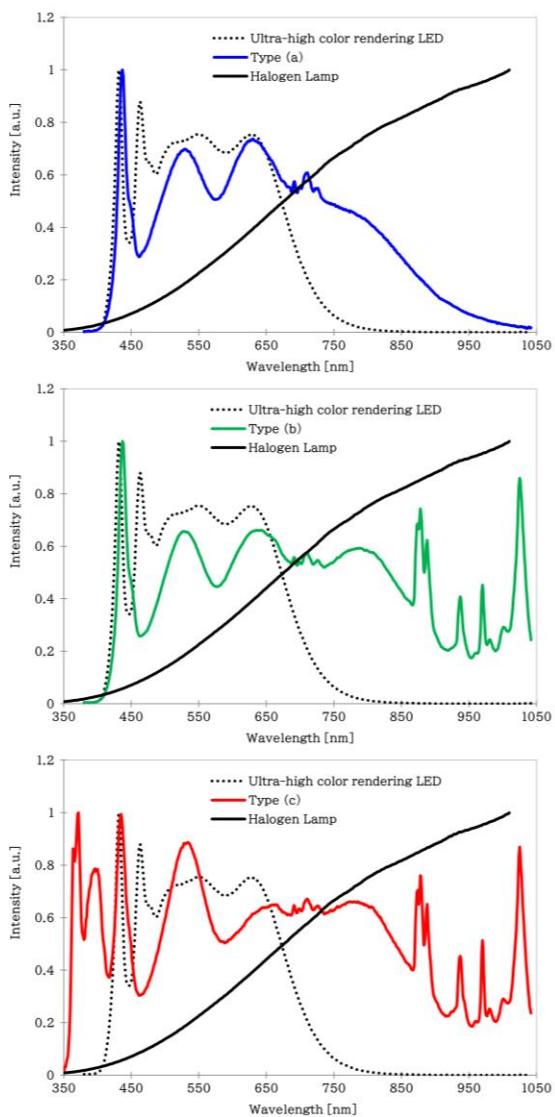 1.2
Ultra-high color rendering LED
Type (a)
1
Halogen Lamp
0.8
0.6
0.4
0.2
0
Intensity [a.u.]
350 450 550 650 750 850 950 1050
Wavelength [nm]
1.2
Ultra-high color rendering LED
Type (b)
1
Halogen Lamp
0.8
0.6
0.4
0.2
0
Intensity [a.u.]
350 450 550 650 750 850 950 1050
Wavelength [nm]
1.2
Ultra-high color rendering LED
Type (c)
1
Halogen Lamp
0.8
0.6
0.4
0.2
0
Intensity [a.u.]
350 450 550 650 750 850 950 1050
Wavelength [nm]